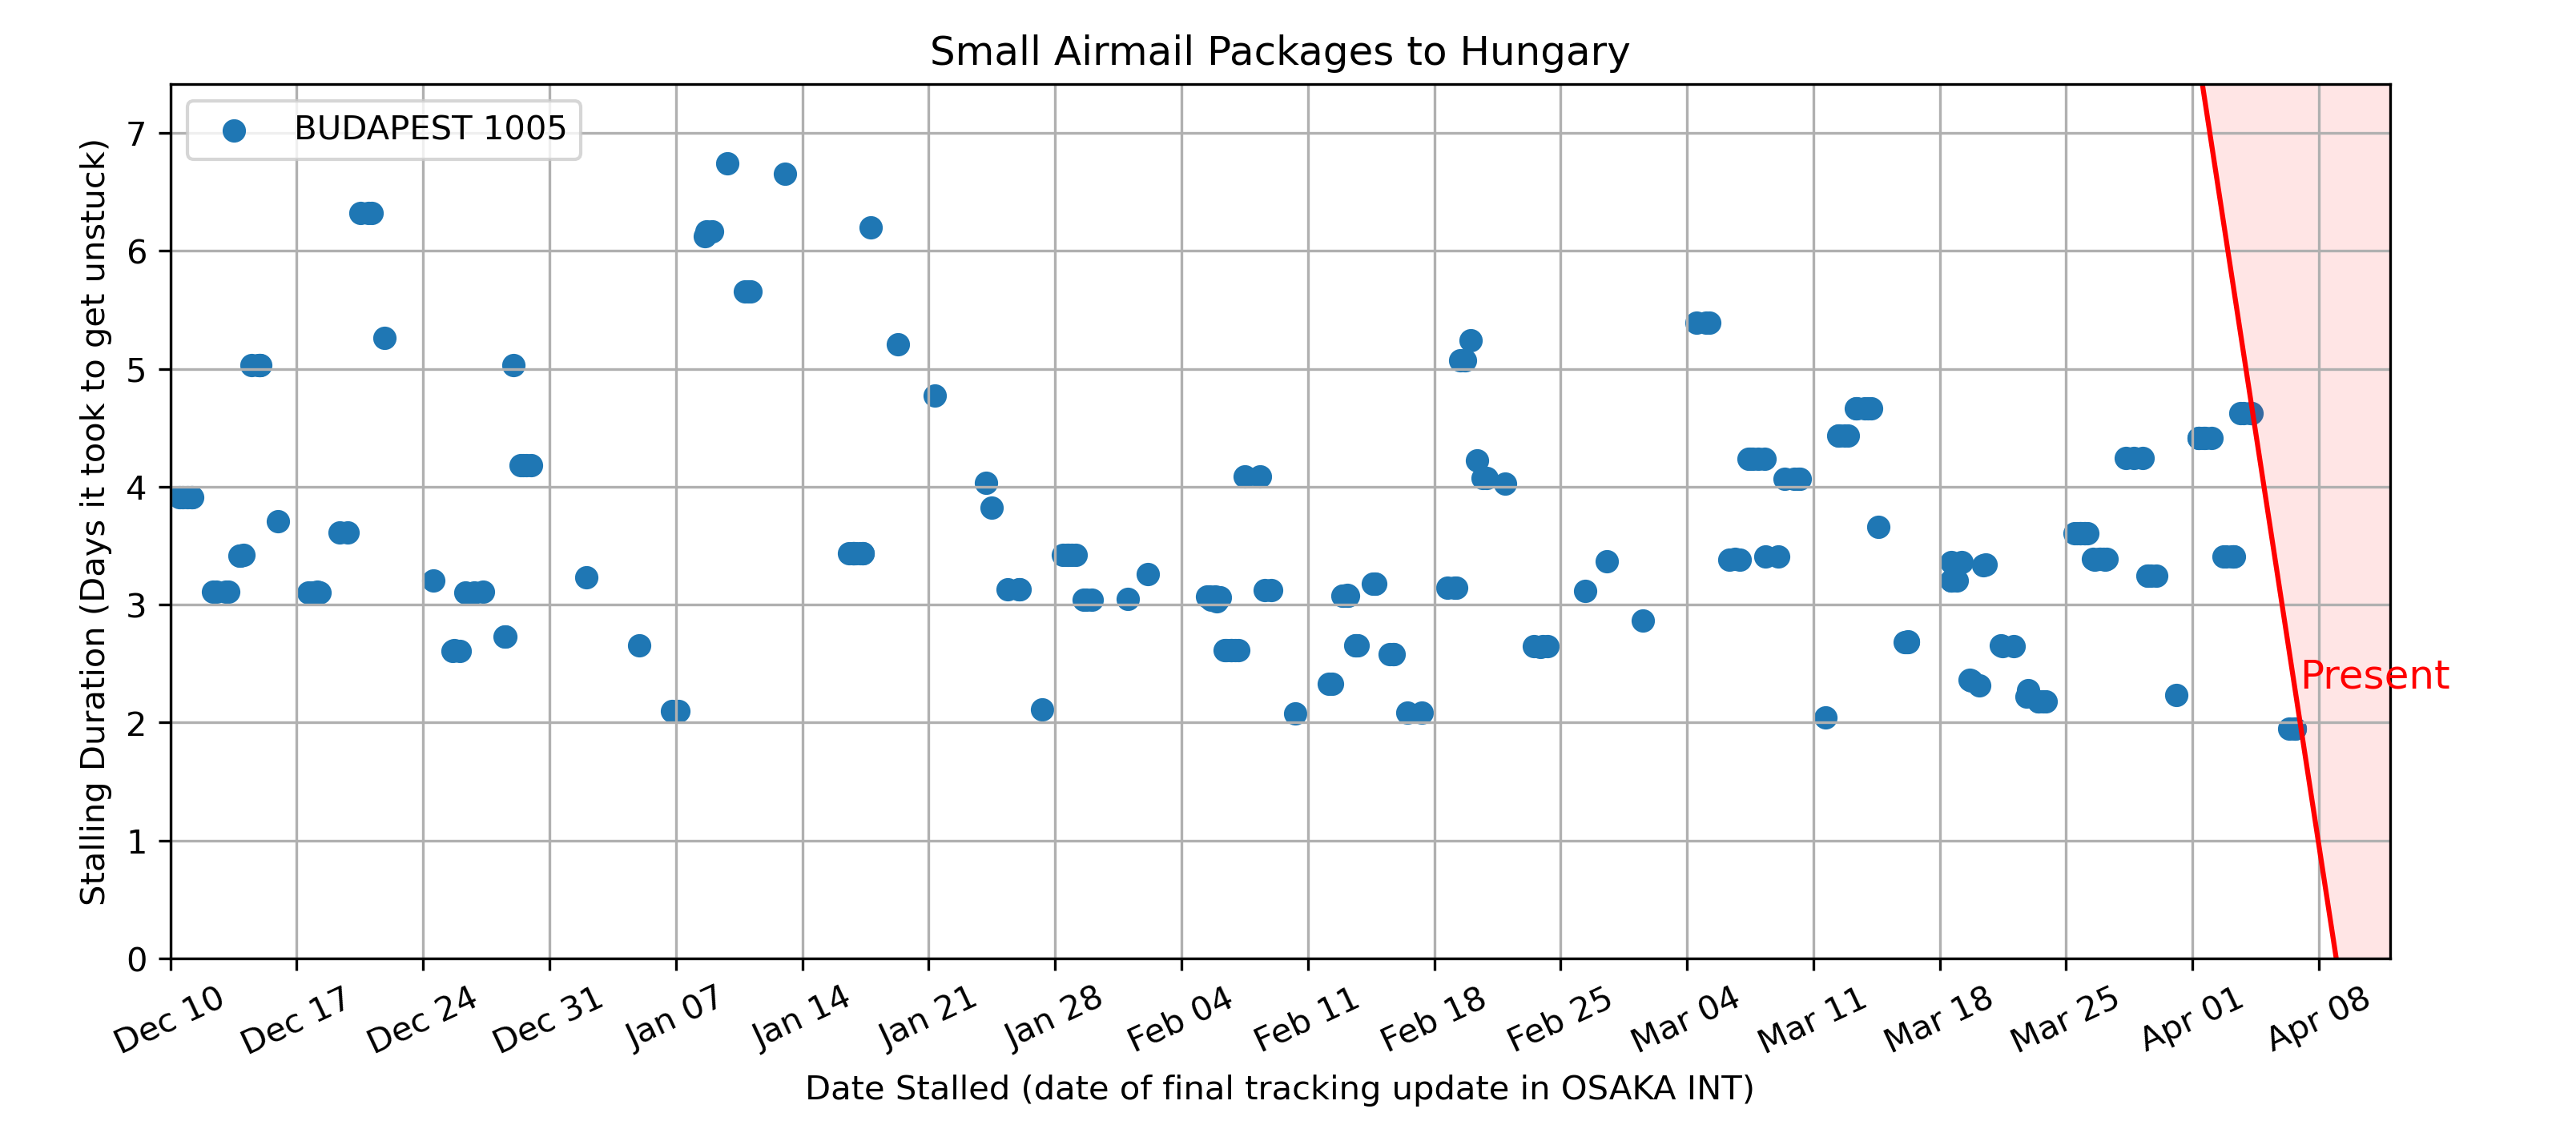 Small Airmail Packages to Hungary
BUDAPEST 1005
Stalling Duration (Days it took to get unstuck)
7
6
5
4
3
2
1
0
Present
Dec 10
Dec 17
Dec 24
Dec 31
Jan 07
Jan 14
Jan 21
Jan 28
Feb 04
Feb 11
Feb 18
Feb 25
Mar 04
Mar 11
Mar 18
Mar 25
Apr 01
Apr 08
Date Stalled (date of final tracking update in OSAKA INT)